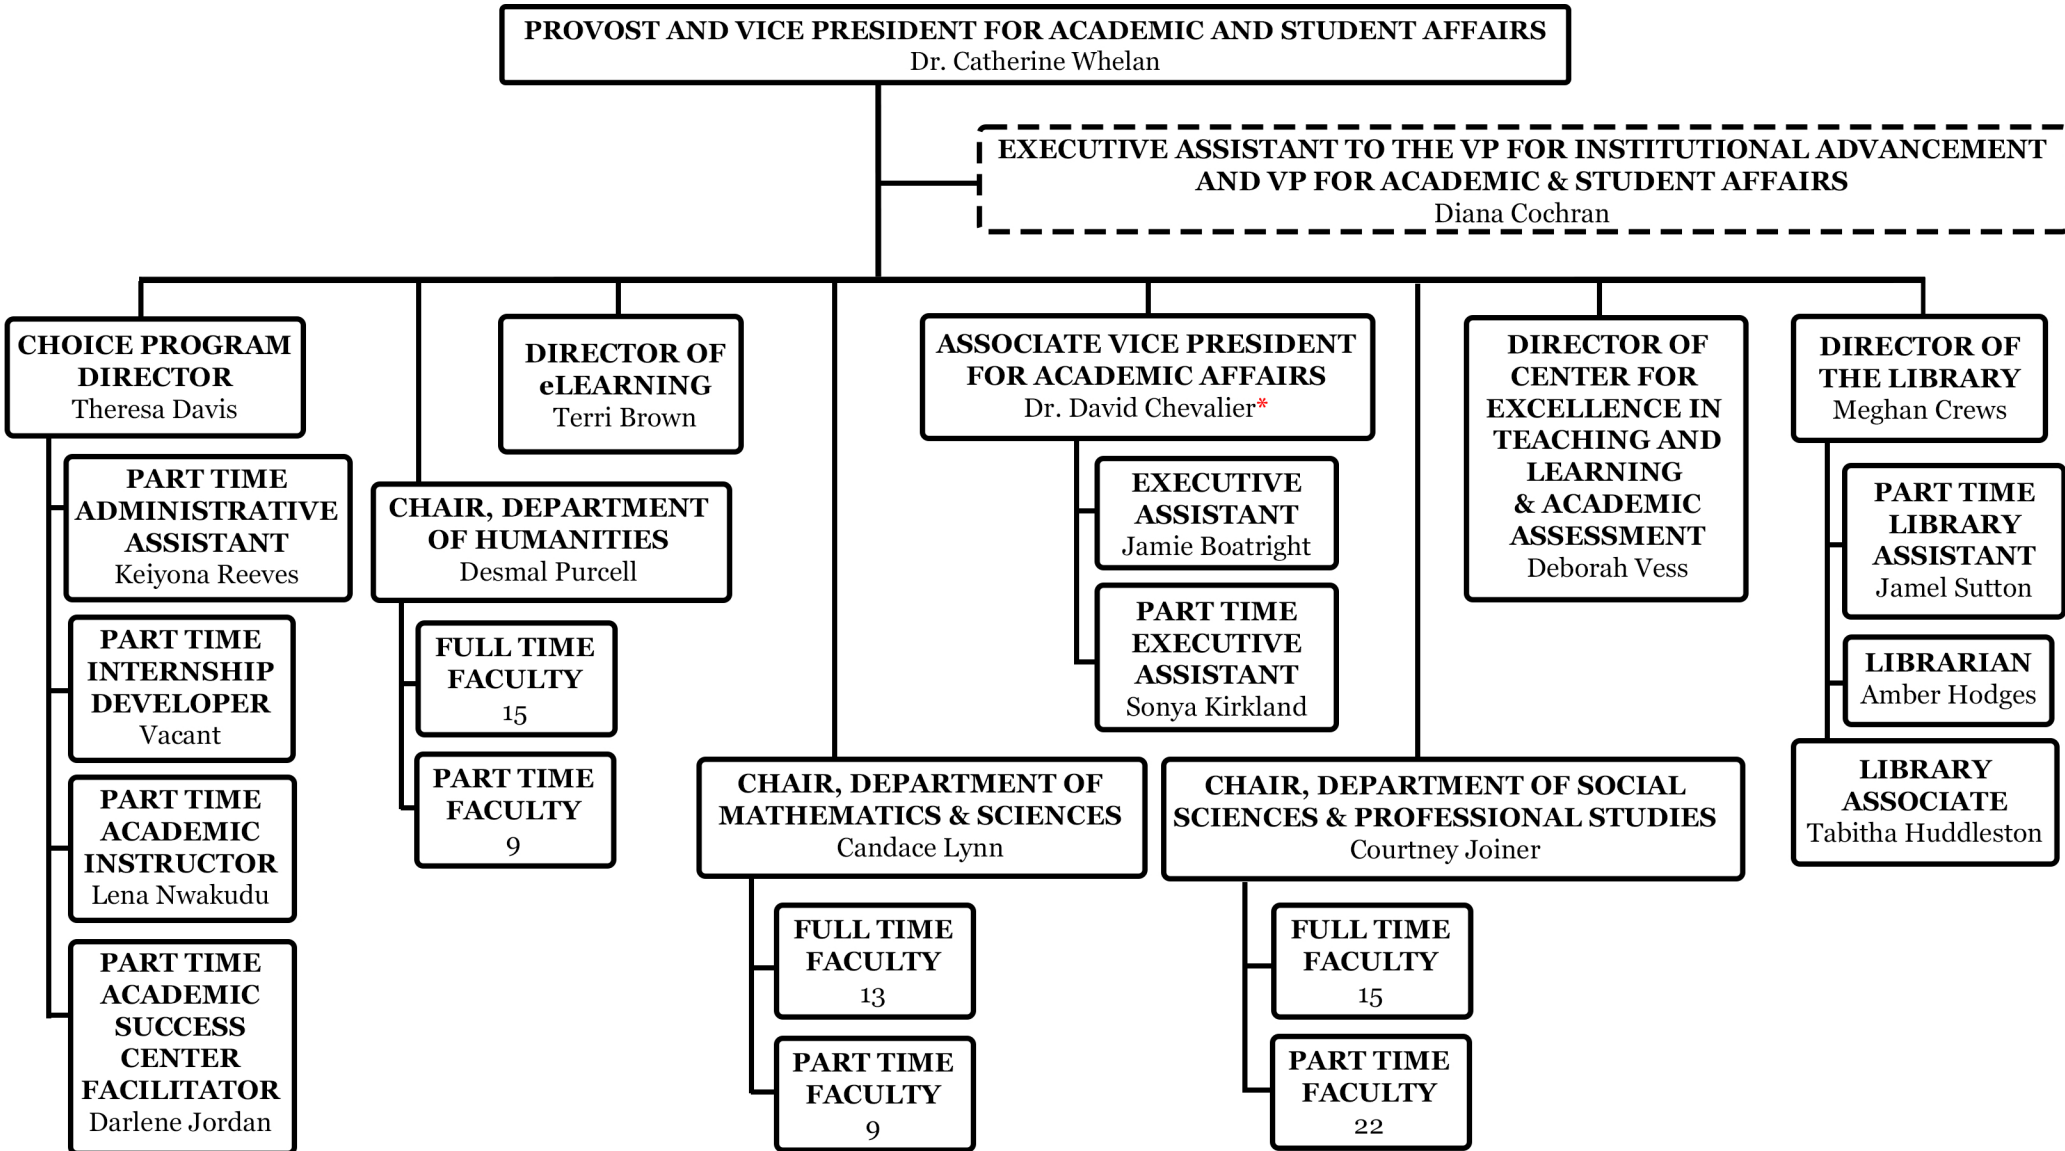 PROVOST AND VICE PRESIDENT FOR ACADEMIC AND STUDENT AFFAIRS
Dr. Catherine Whelan
EXECUTIVE ASSISTANT TO THE VP FOR INSTITUTIONAL ADVANCEMENT
AND VP FOR ACADEMIC & STUDENT AFFAIRS
Diana Cochran
CHOICE PROGRAM
DIRECTOR
Theresa Davis
PART TIME
ADMINISTRATIVE
ASSISTANT
Keiyona Reeves
PART TIME
INTERNSHIP
DEVELOPER
Vacant
PART TIME
ACADEMIC
INSTRUCTOR
Lena Nwakudu
PART TIME
ACADEMIC
SUCCESS
CENTER
FACILITATOR
Darlene Jordan
CHAIR, DEPARTMENT
OF HUMANITIES
Desmal Purcell
FULL TIME
FACULTY
15
PART TIME
FACULTY
9
DIRECTOR OF
eLEARNING
Terri Brown
CHAIR, DEPARTMENT OF
MATHEMATICS & SCIENCES
Candace Lynn
FULL TIME
FACULTY
13
PART TIME
FACULTY
9
ASSOCIATE VICE PRESIDENT
FOR ACADEMIC AFFAIRS
Dr. David Chevalier*
EXECUTIVE
ASSISTANT
Jamie Boatright
PART TIME
EXECUTIVE
ASSISTANT
Sonya Kirkland
CHAIR, DEPARTMENT OF SOCIAL
SCIENCES & PROFESSIONAL STUDIES
Courtney Joiner
FULL TIME
FACULTY
15
PART TIME
FACULTY
22
DIRECTOR OF
CENTER FOR
EXCELLENCE IN
TEACHING AND
LEARNING
& ACADEMIC
ASSESSMENT
Deborah Vess
DIRECTOR OF
THE LIBRARY
Meghan Crews
PART TIME
LIBRARY
ASSISTANT
Jamel Sutton
LIBRARIAN
Amber Hodges
LIBRARY
ASSOCIATE
Tabitha Huddleston